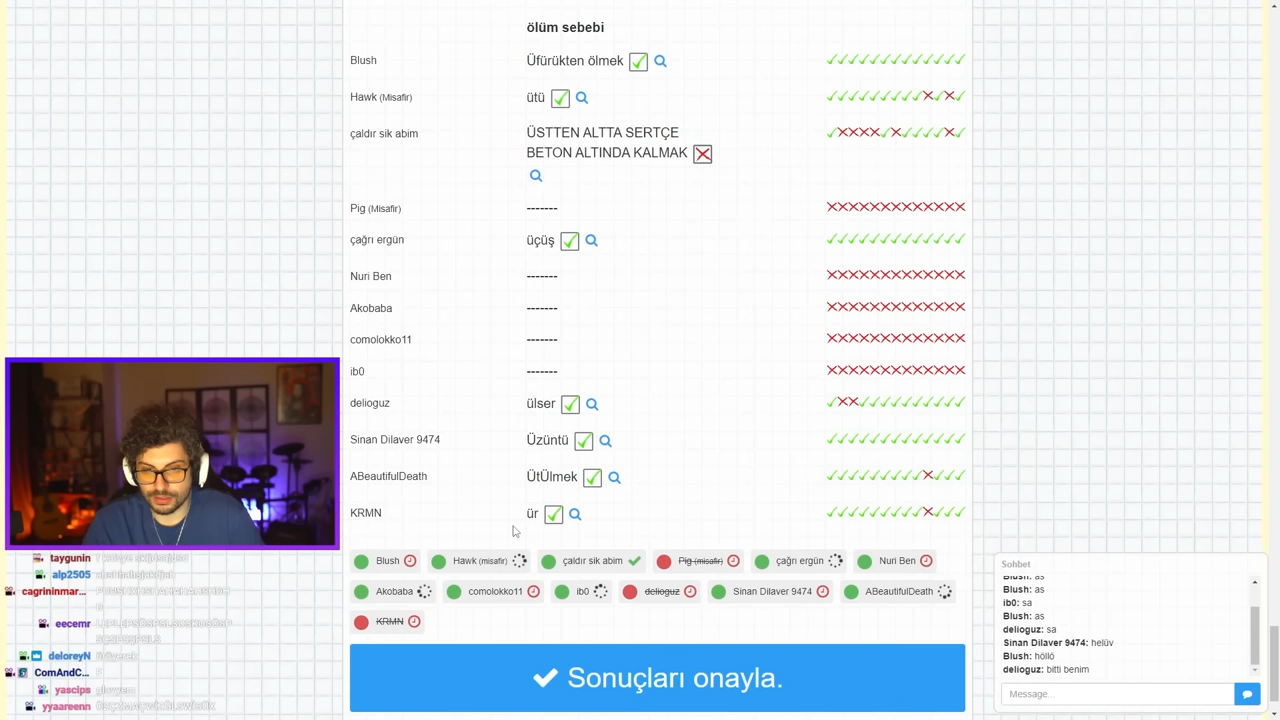 ölüm sebebi
Blush Üfürükten ölmek
Hawk (Misafir) ütü
çaldır sik abim ÜSTTEN ALTTA SERTÇE
BETON ALTINDA KALMAK
Pig (Misafir) -------
çağrı ergün üçüş
Nuri Ben -------
Akobaba -------
comolokko11 -------
ib0 -------
delioguz ülser
Sinan Dilaver 9474 Üzüntü
ABeautifulDeath ÜtÜlmek
KRMN ür
Blush Hawk (misafir) çaldır sik abim Pig (misafir) çağrı ergün Nuri Ben
Akobaba comolokko11 ib0 delioguz Sinan Dilaver 9474 ABeautifulDeath
KRMN
Sonuçları onayla.
taygunin
alp2505
cagrininmar...
eecemr
deloreyN
ComAndC... F
yascips
yyaareenn
Sohbet
Blush: as
Blush: as
ib0: sa
Blush: as
delioguz: sa
Sinan Dilaver 9474: helüv
Blush: höllö
delioguz: bitti benim
Message...